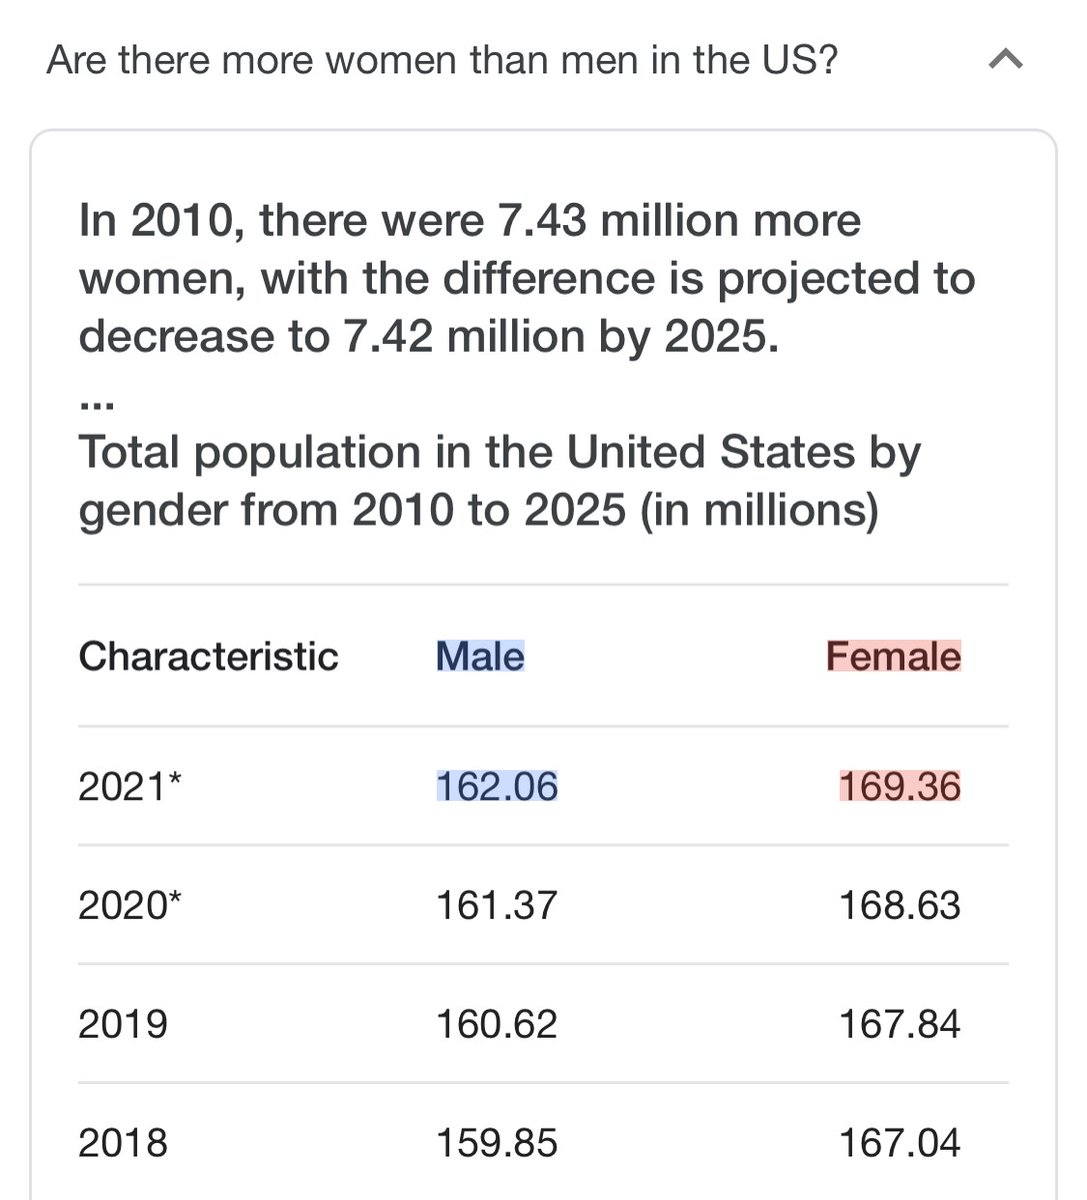 Are there more women than men in the US?
In 2010, there were 7.43 million more
women, with the difference is projected to
decrease to 7.42 million by 2025.
...
Total population in the United States by
gender from 2010 to 2025 (in millions)
Characteristic Male Female
2021* 162.06 169.36
2020* 161.37 168.63
2019 160.62 167.84
2018 159.85 167.04